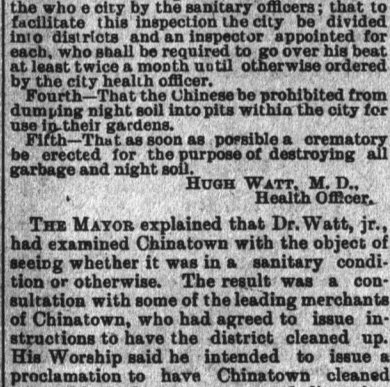 the who e city by the sanitary officers; that to
facilitate this inspection the city be divided
into districts and an inspector appointed for
each, who shall be required to go over his beat
at least twice a month until otherwise ordered
by the city health officer.
Fourth—That the Chinese be prohibited from
dumping night soil into pits within the city for
use in their gardens.
Fifth—That as soon as possible a crematory
be erected for the purpose of destroying all
garbage and night soil.
HUGH WATT, M. D.,
Health Officer.
THE MAYOR explained that Dr. Watt, jr.,
had examined Chinatown with the object of
seeing whether it was in a sanitary condi-
tion or otherwise. The result was a con-
sultation with some of the leading merchants
of Chinatown, who had agreed to issue in-
structions to have the district cleaned up.
His Worship said he intended to issue a
proclamation to have Chinatown cleaned